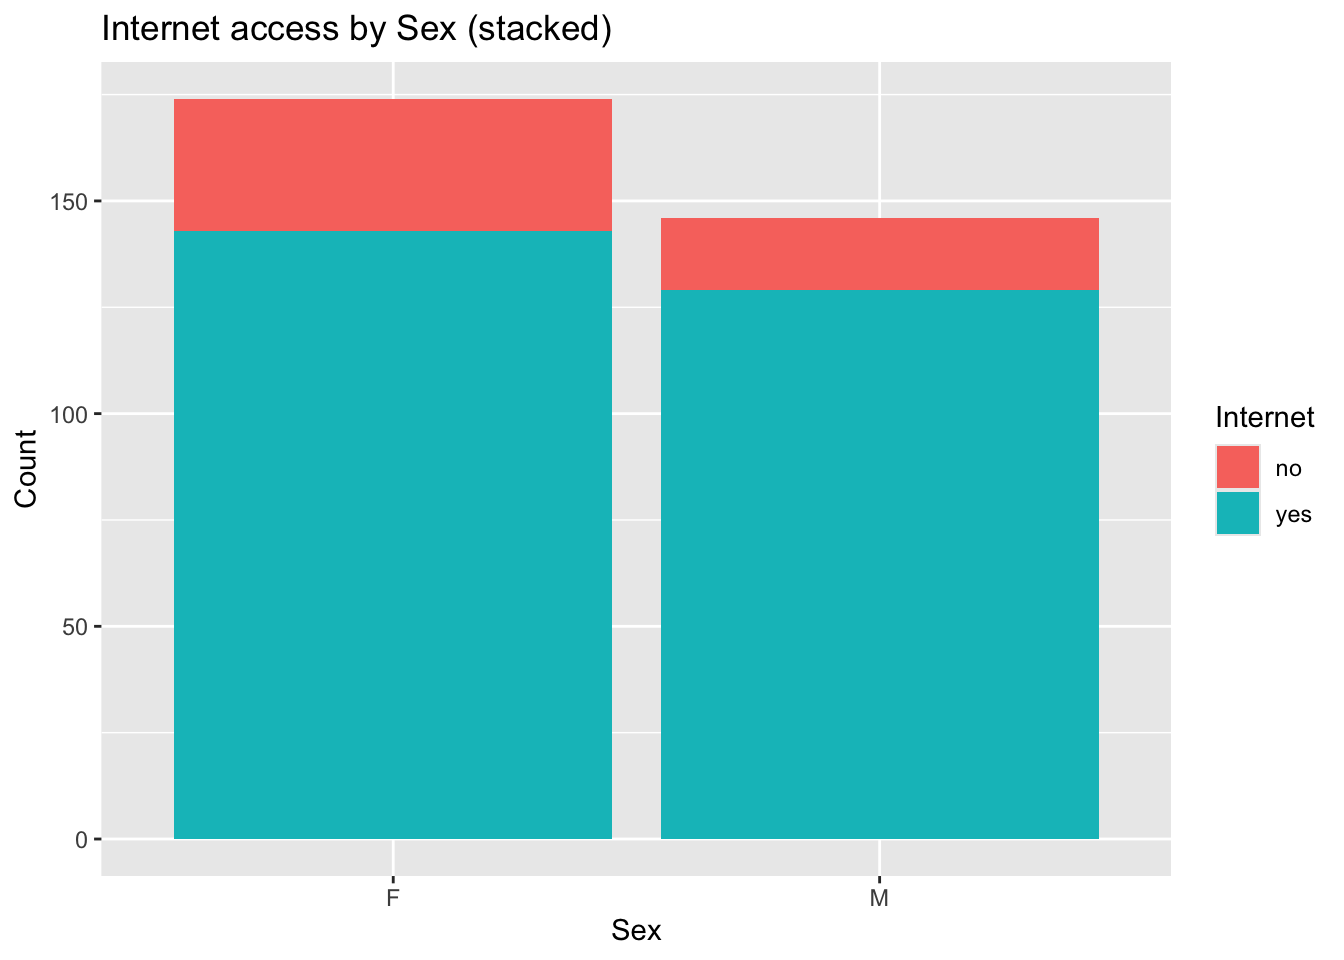 Internet access by Sex (stacked)
Count
150
100
50
0
F
M
Sex
Internet
no
yes